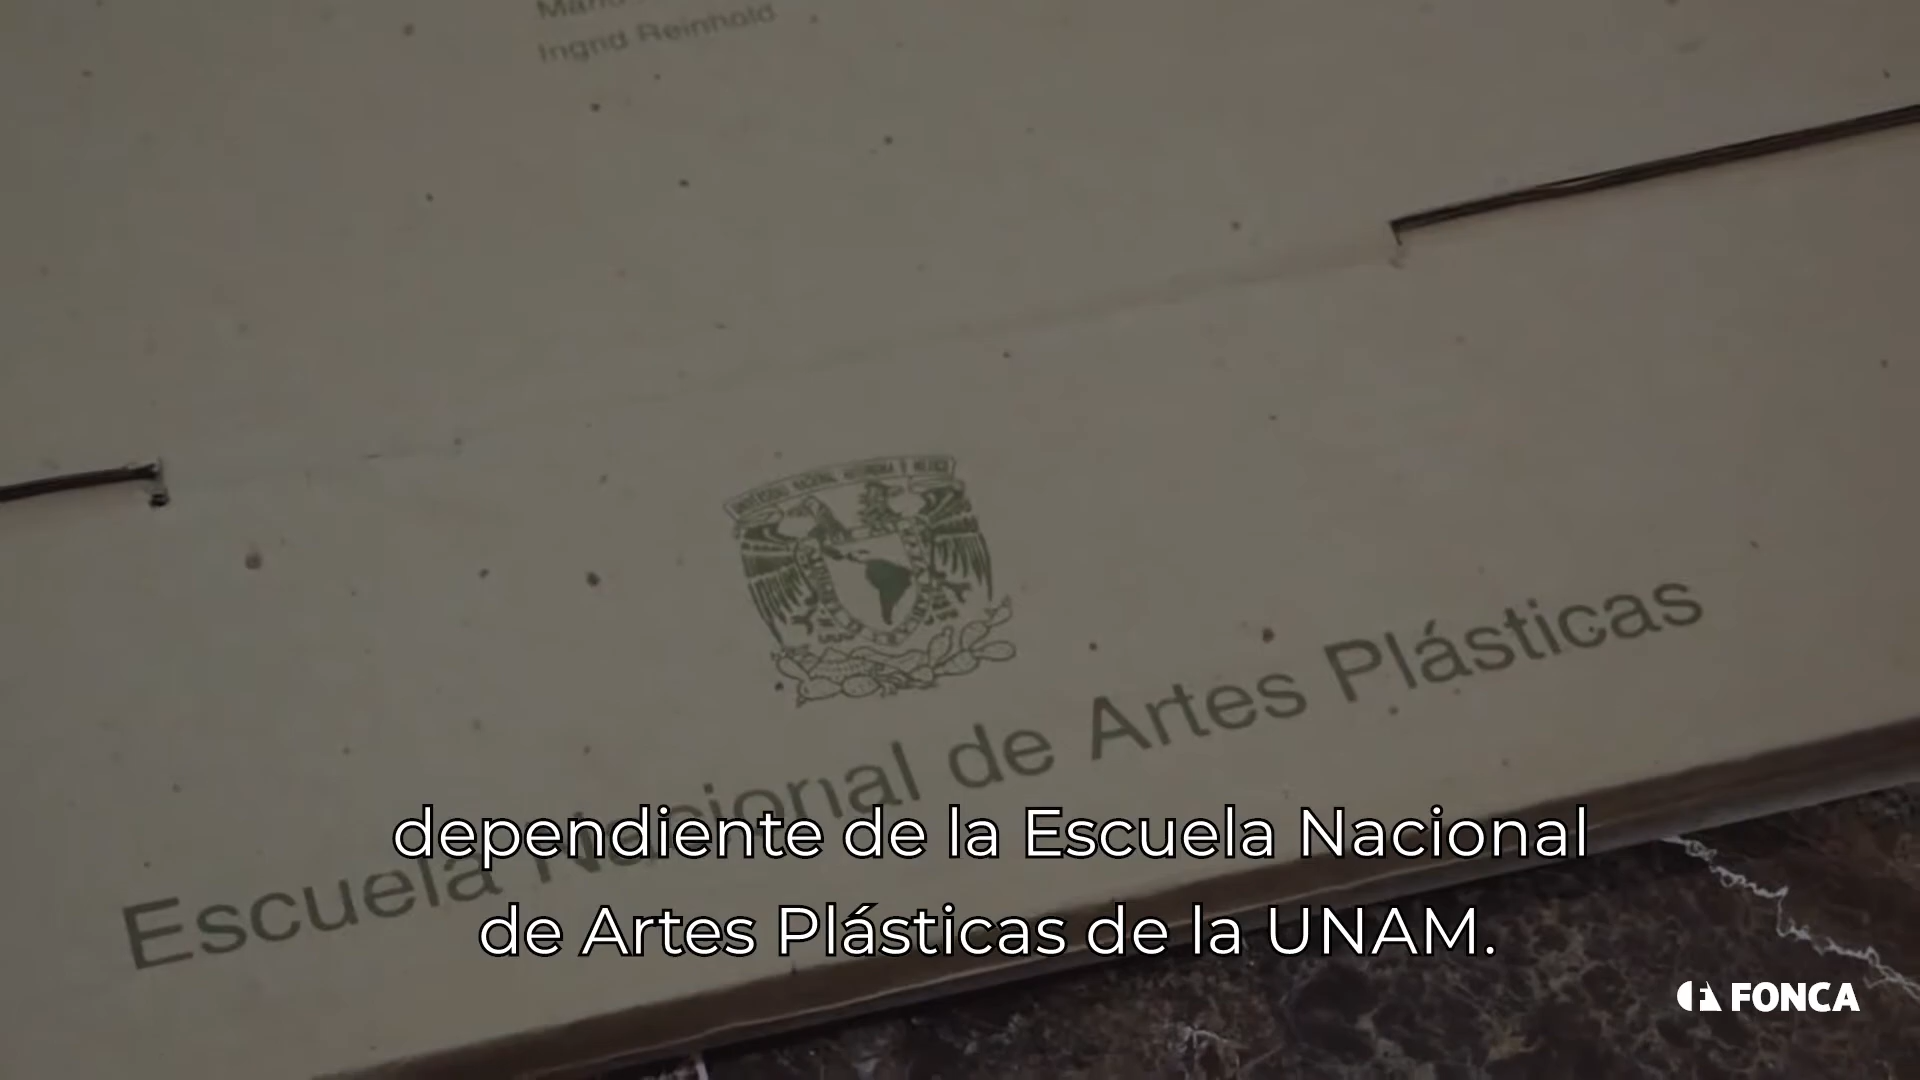 Ingrid Reinhold
Escuela Nacional de Artes Plásticas
dependiente de la Escuela Nacional
de Artes Plásticas de la UNAM.
FONCA